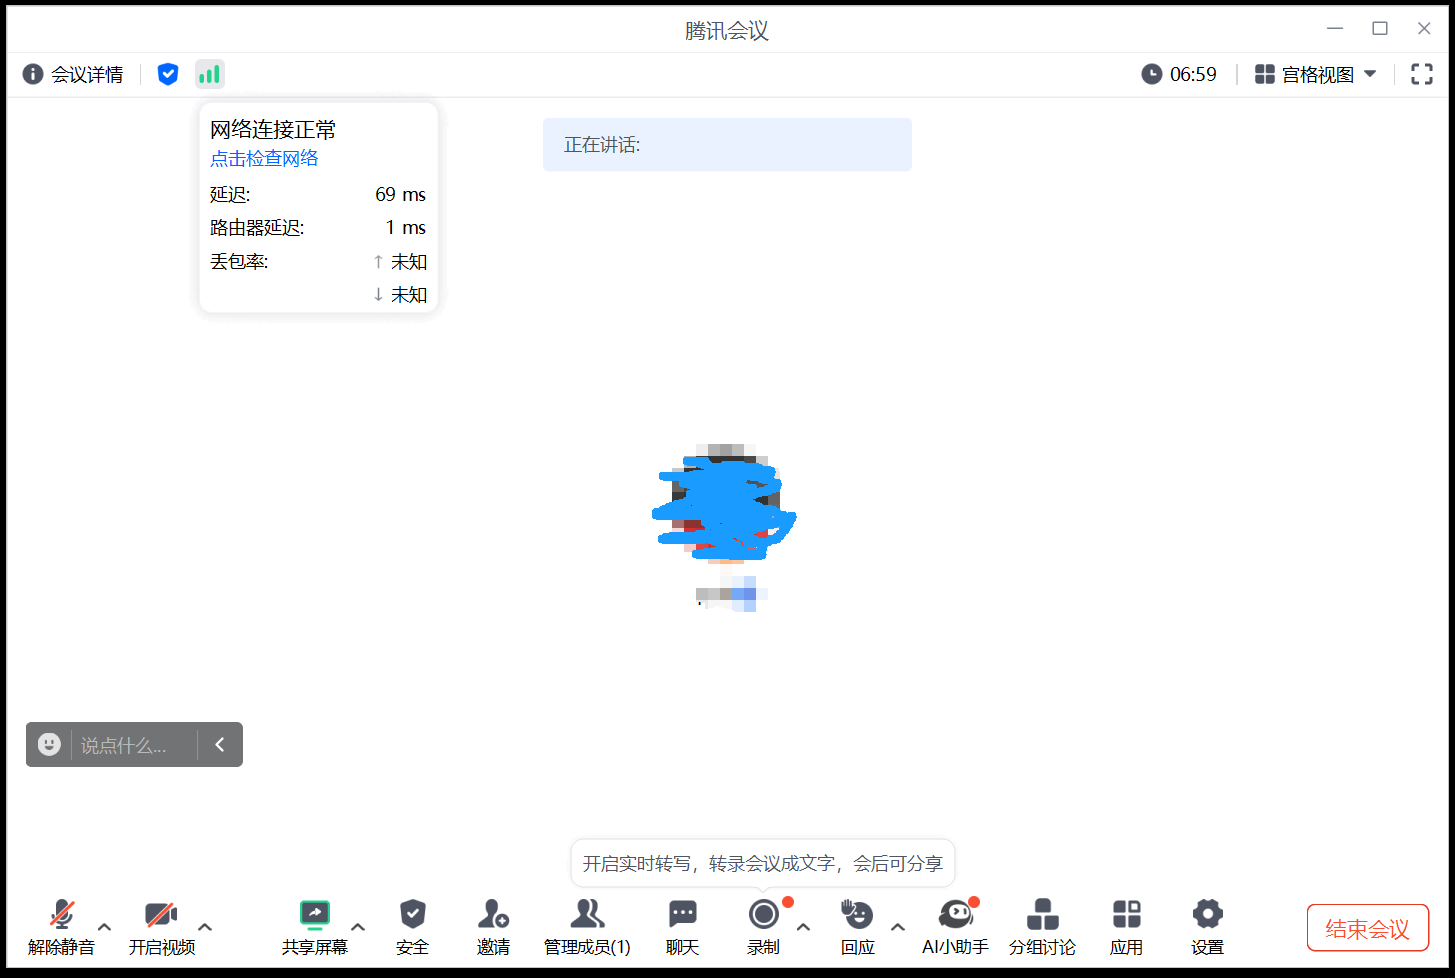 腾讯会议
会议详情
06:59
宫格视图
网络连接正常
点击检查网络
延迟: 69 ms
路由器延迟: 1 ms
丢包率: ↑ 未知
↓ 未知
正在讲话:
说点什么...
开启实时转写，转录会议成文字，会后可分享
解除静音
开启视频
共享屏幕
安全
邀请
管理成员(1)
聊天
录制
回应
AI小助手
分组讨论
应用
设置
结束会议